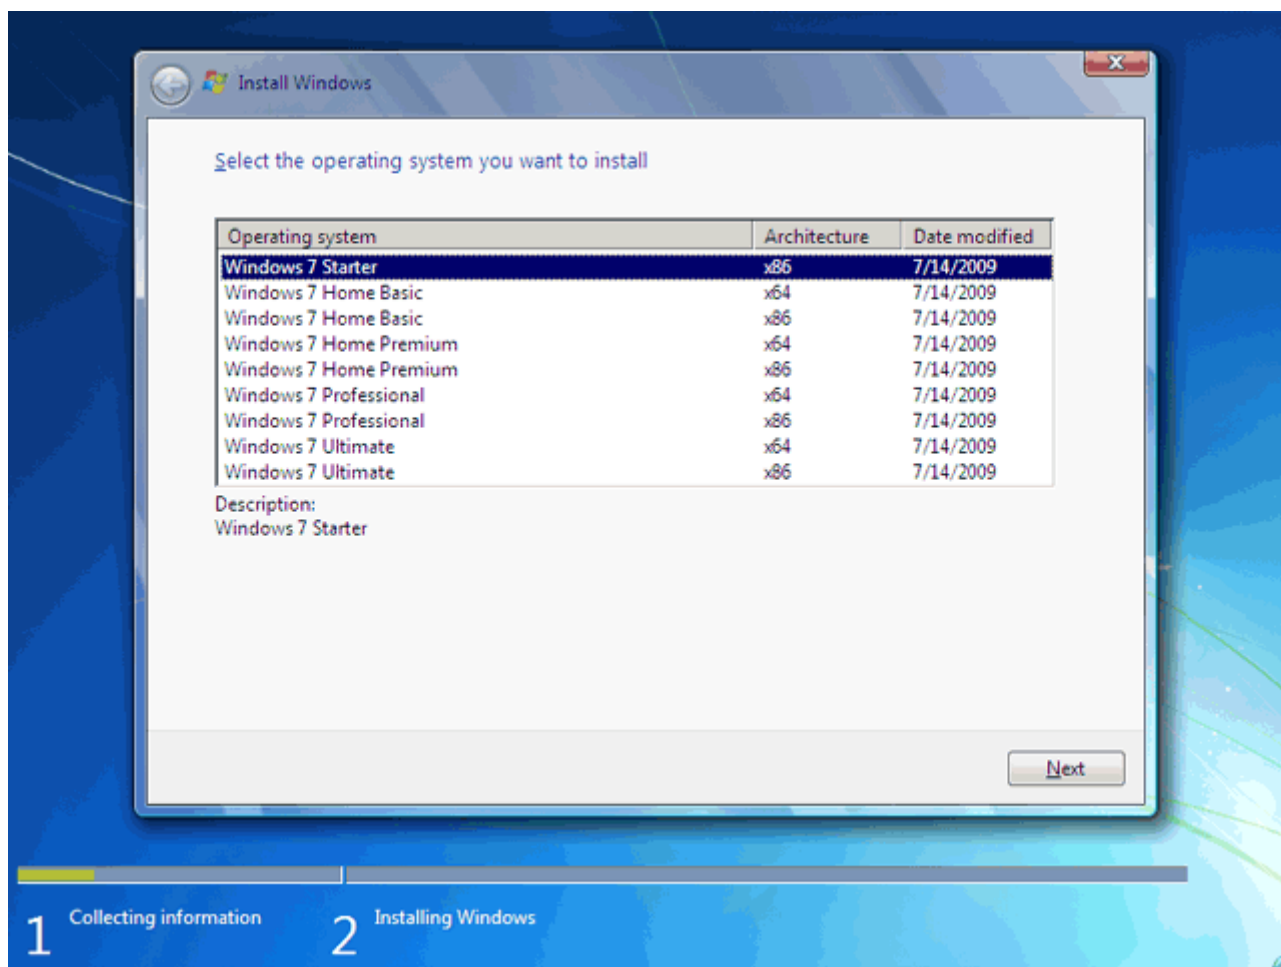 Install Windows
Select the operating system you want to install
Operating system Architecture Date modified
Windows 7 Starter x86 7/14/2009
Windows 7 Home Basic x64 7/14/2009
Windows 7 Home Basic x86 7/14/2009
Windows 7 Home Premium x64 7/14/2009
Windows 7 Home Premium x86 7/14/2009
Windows 7 Professional x64 7/14/2009
Windows 7 Professional x86 7/14/2009
Windows 7 Ultimate x64 7/14/2009
Windows 7 Ultimate x86 7/14/2009
Description:
Windows 7 Starter
Next
1 Collecting information 2 Installing Windows